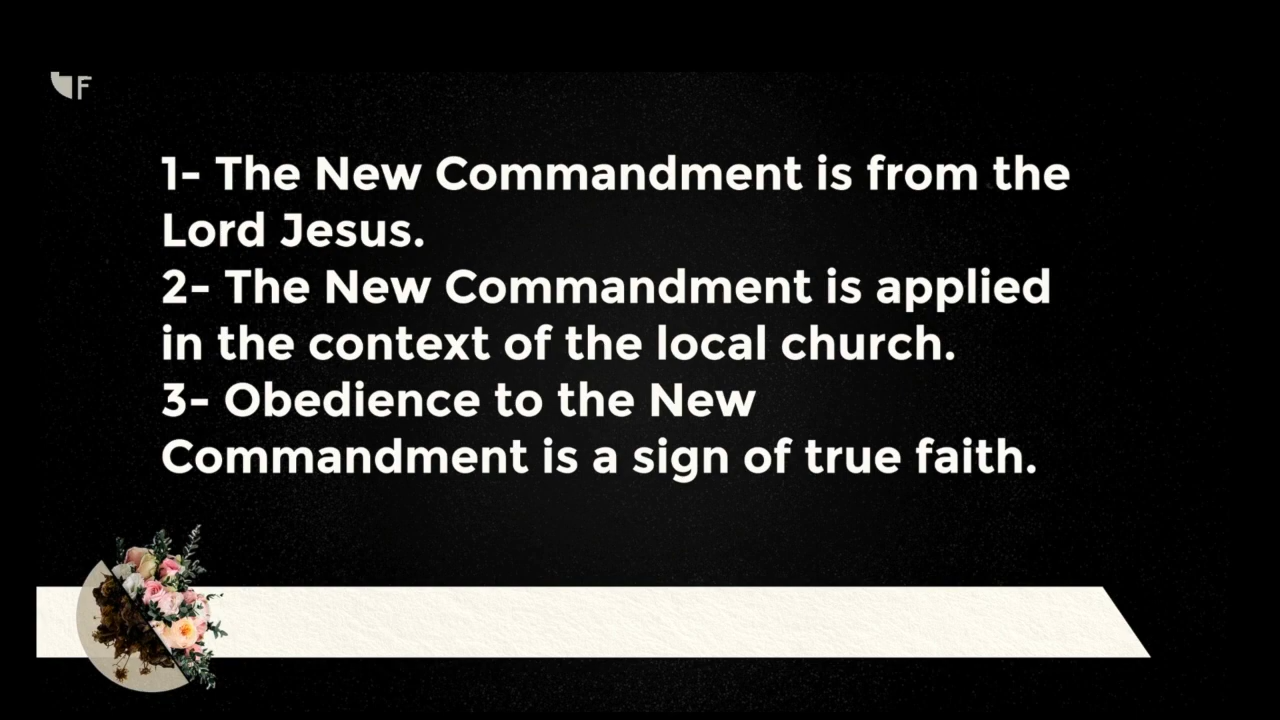 F
1- The New Commandment is from the
Lord Jesus.
2- The New Commandment is applied
in the context of the local church.
3- Obedience to the New
Commandment is a sign of true faith.